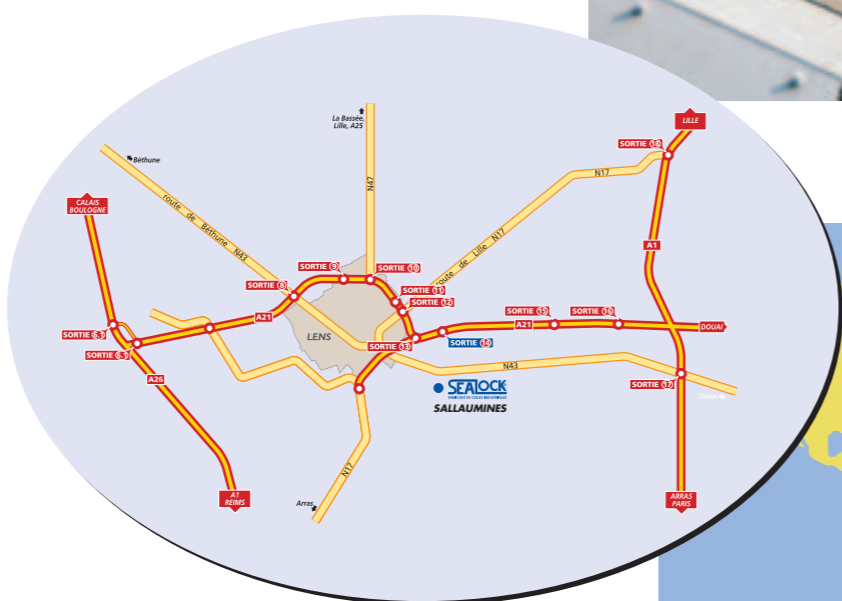 La Bassée,
Lille, A25
LILLE
SORTIE 18
Béthune
N17
N47
route de Béthune N43
CALAIS
BOULOGNE
route de Lille N17
A1
SORTIE 9
SORTIE 10
SORTIE 8
SORTIE 11
SORTIE 12
SORTIE 15
SORTIE 16
A21
A21
DOUAI
SORTIE 6.1
LENS
SORTIE 13
SORTIE 14
SORTIE 6.1
N43
A26
SEALOCK
SORTIE 17
Douai
SALLAUMINES
N17
A1
REIMS
Arras
ARRAS
PARIS